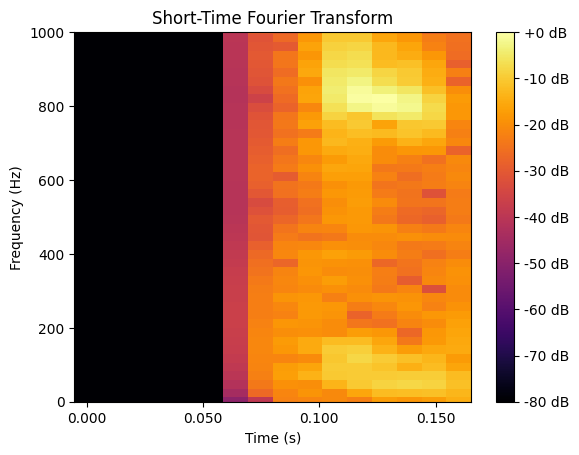 Short-Time Fourier Transform
1000
800
600
400
200
0
Frequency (Hz)
0.000
0.050
0.100
0.150
Time (s)
+0 dB
-10 dB
-20 dB
-30 dB
-40 dB
-50 dB
-60 dB
-70 dB
-80 dB